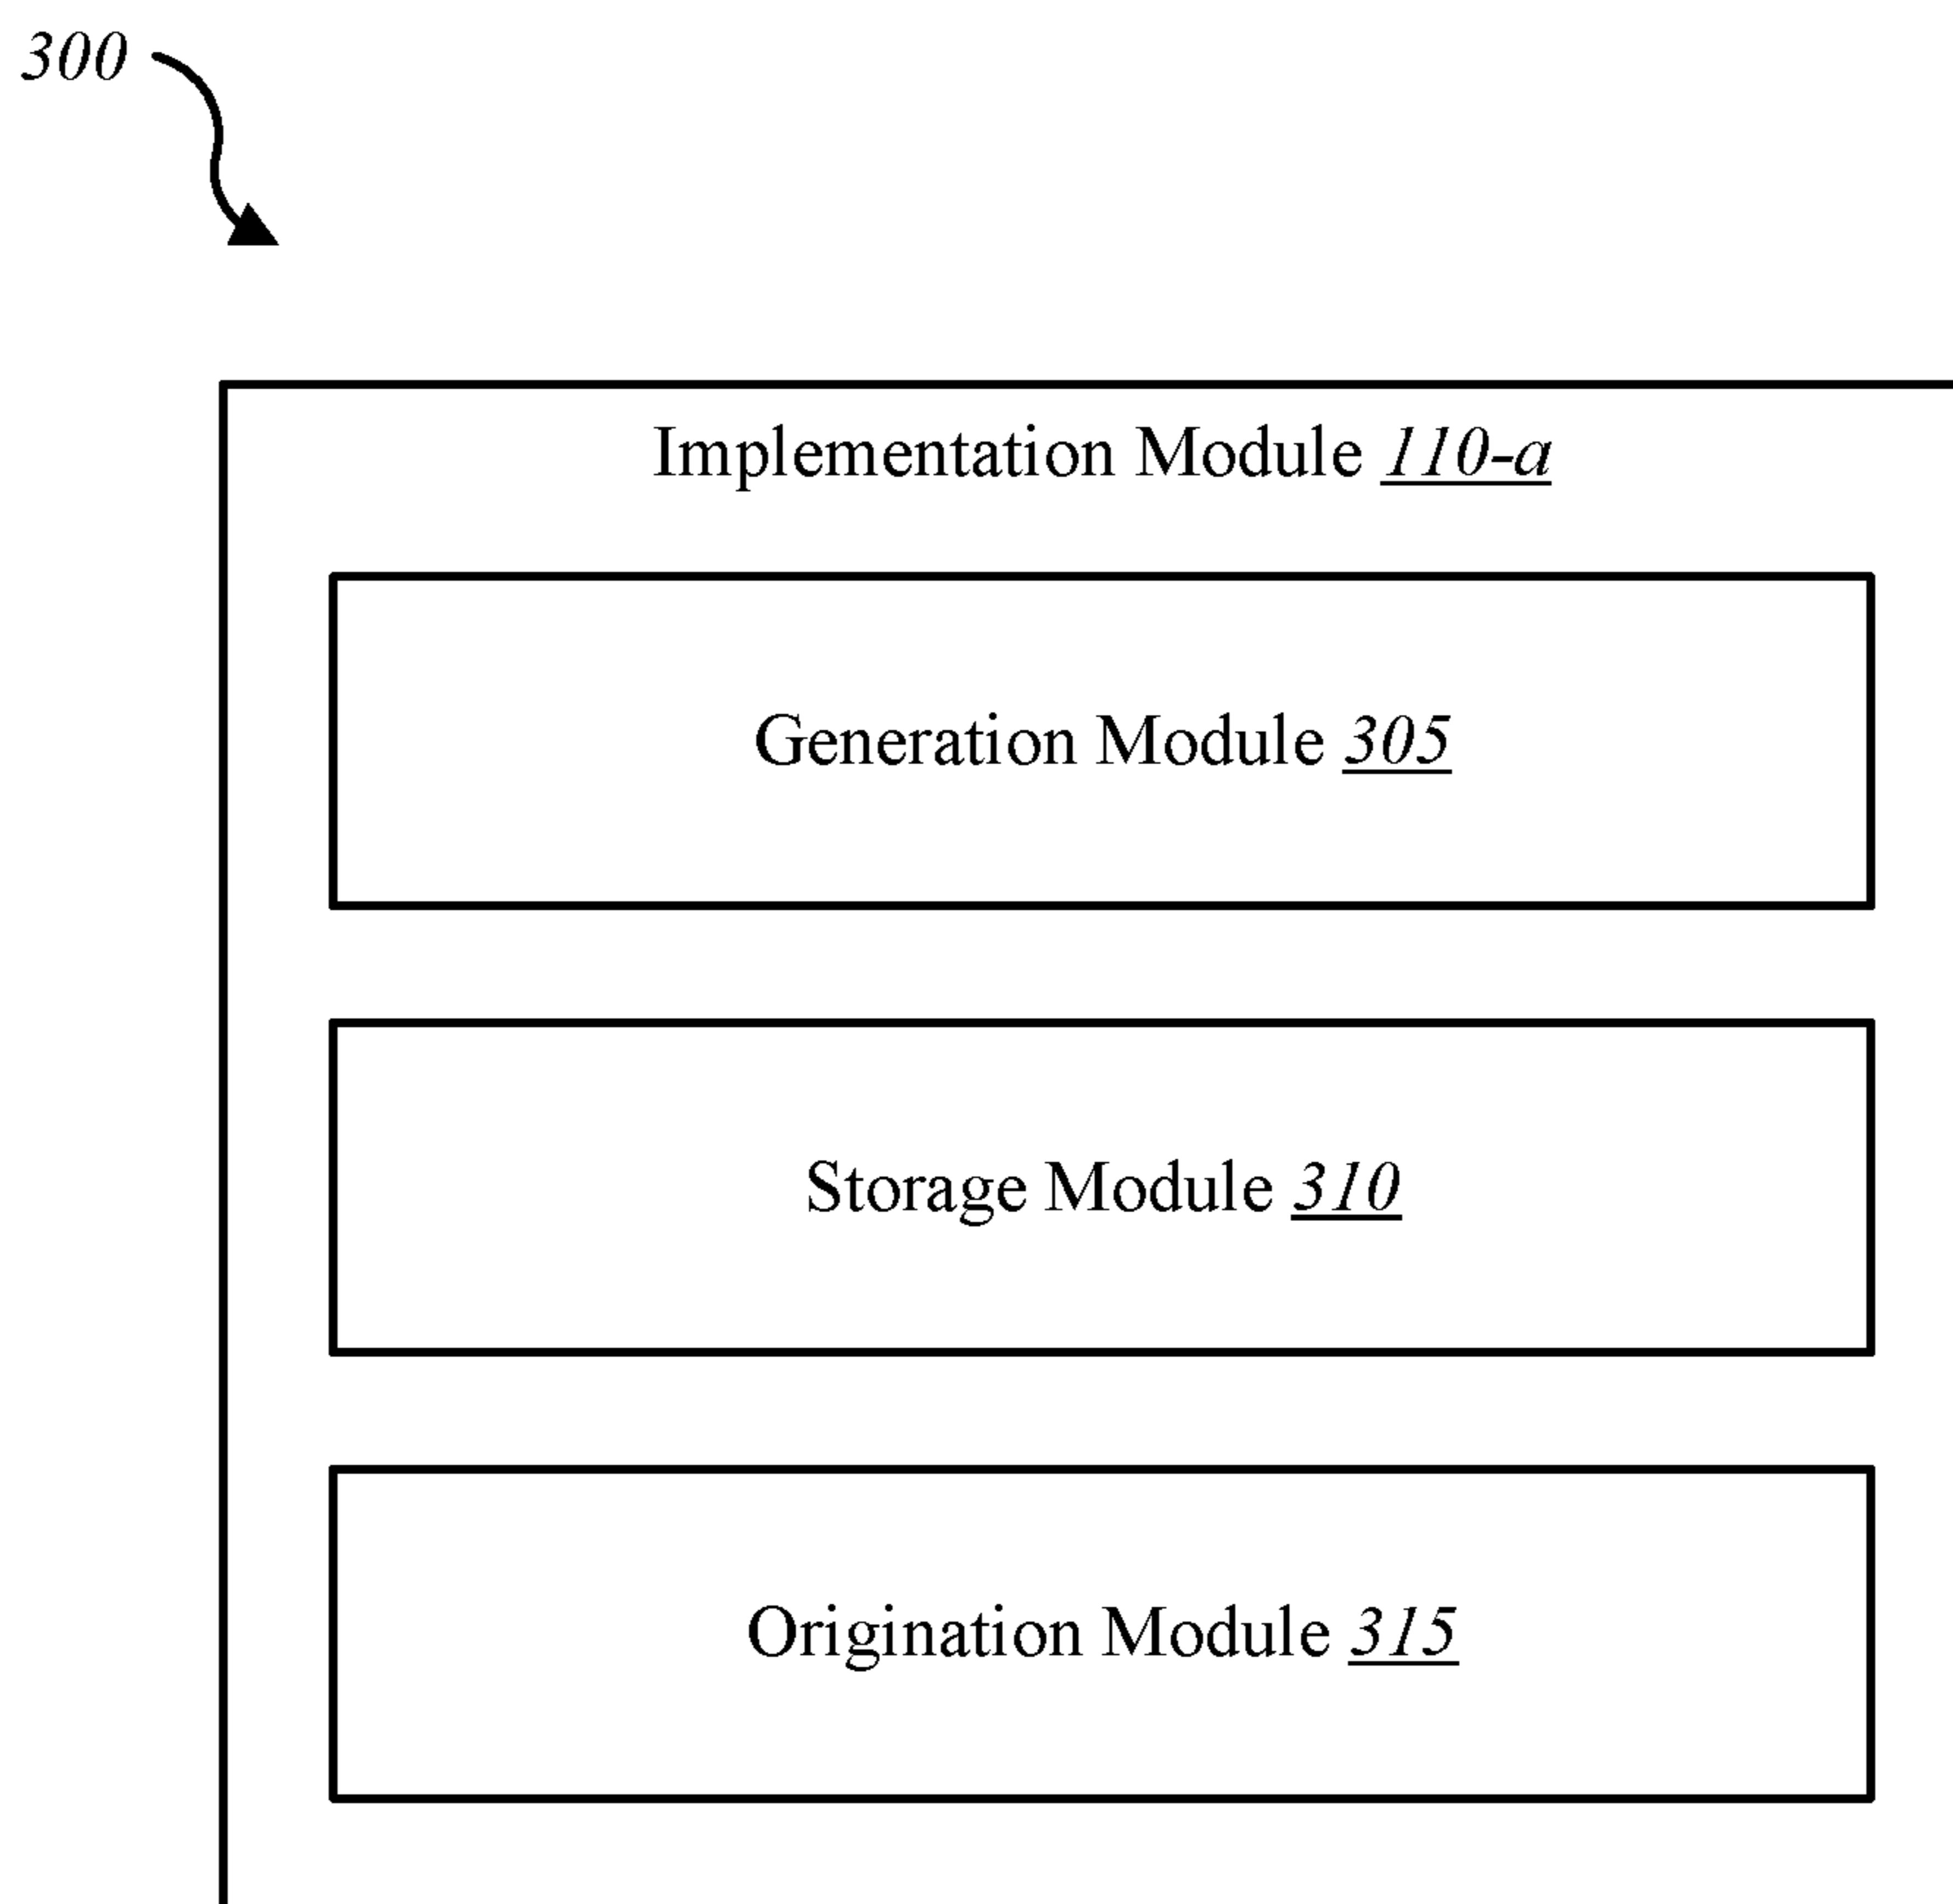 300
Implementation Module 110-a
Generation Module 305
Storage Module 310
Origination Module 315